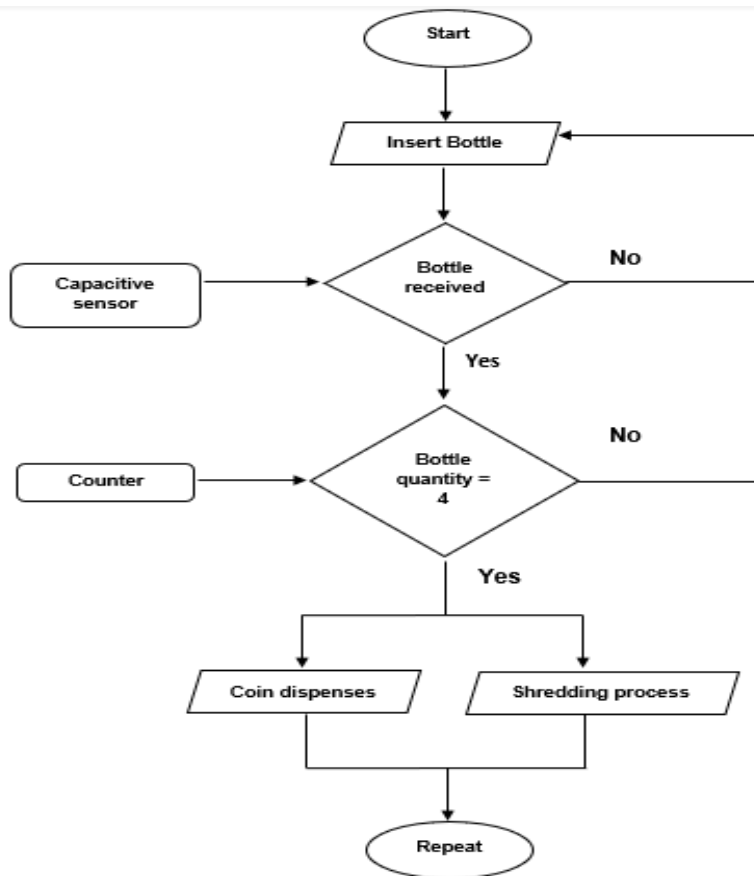 Start
Insert Bottle
Capacitive
sensor
Bottle
received
No
Yes
Counter
Bottle
quantity =
4
No
Yes
Coin dispenses
Shredding process
Repeat